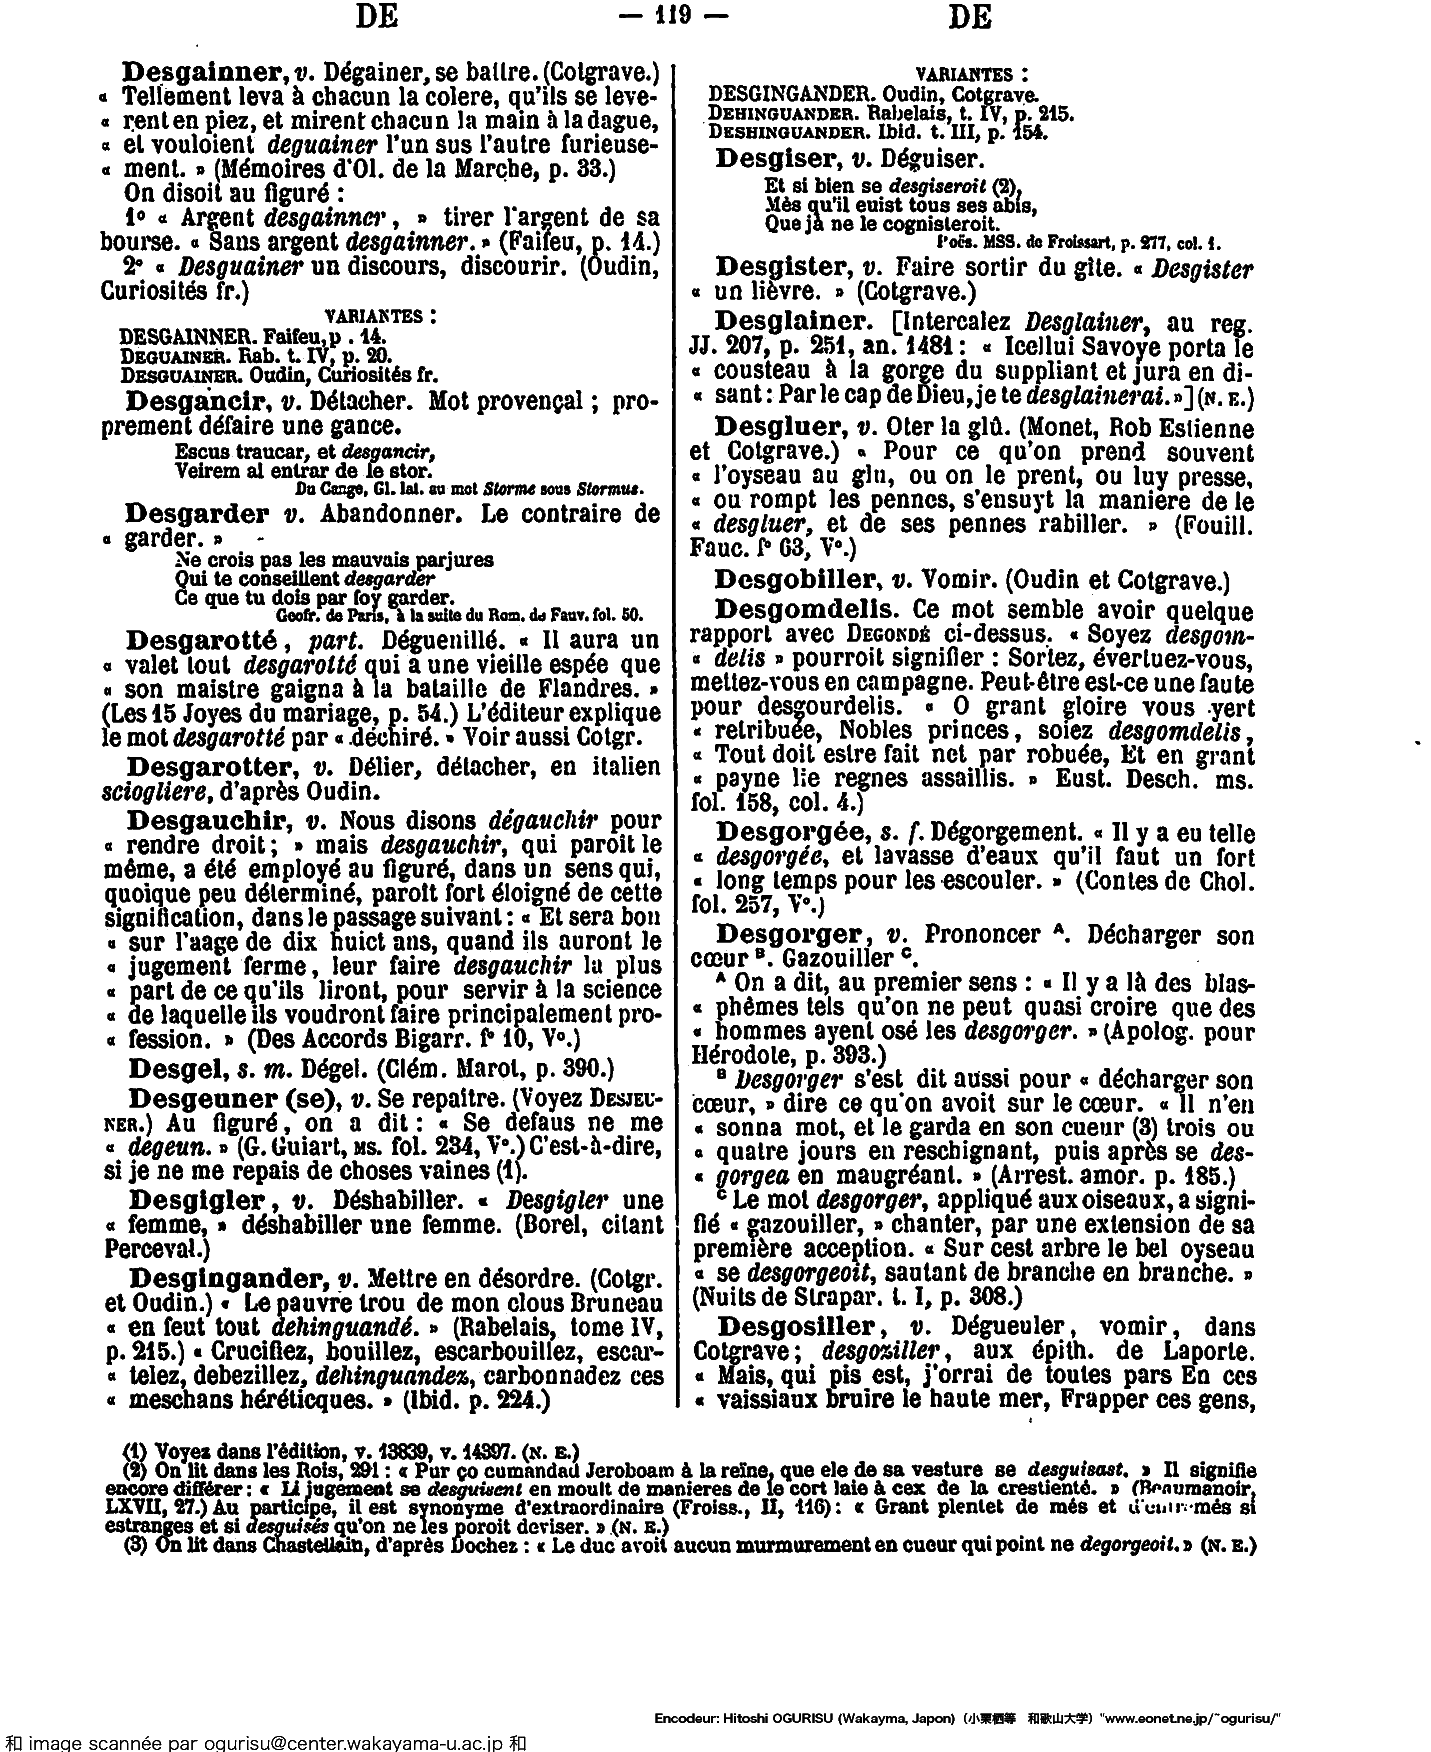 DE — 119 — DE
Desgainner, v. Dégainer, se battre. (Cotgrave.)
« Tellement leva à chacun la colere, qu'ils se leve-
« rent en piez, et mirent chacun la main à la dague,
« et vouloient deguainer l'un sus l'autre furieuse-
« ment. » (Mémoires d'Ol. de la Marche, p. 33.)
On disoit au figuré :
1° « Argent desgainner, » tirer l'argent de sa
bourse. « Sans argent desgainner. » (Faifeu, p. 14.)
2° « Desguainer un discours, discourir. (Oudin,
Curiosités fr.)
VARIANTES :
DESGAINNER. Faifeu, p. 14.
DEGUAINER. Rab. t. IV, p. 20.
DESGUAINER. Oudin, Curiosités fr.
Desgancir, v. Détacher. Mot provençal ; pro-
prement défaire une gance.
Escus traucar, et desgancir,
Veirem al entrar de le stor.
Du Cange, Gl. lat. au mot Storme sous Stormus.
Desgarder v. Abandonner. Le contraire de
« garder. »
Ne crois pas les mauvais parjures
Qui te conseillent desgarder
Ce que tu dois par foy garder.
Geofr. de Paris, à la suite du Rom. de Fauv. fol. 50.
Desgarotté, part. Déguenillé. « Il aura un
« valet tout desgarotté qui a une vieille espée que
« son maistre gaigna à la bataille de Flandres. »
(Les 15 Joyes du mariage, p. 54.) L'éditeur explique
le mot desgarotté par « déchiré. » Voir aussi Cotgr.
Desgarotter, v. Délier, détacher, en italien
sciogliere, d'après Oudin.
Desgauchir, v. Nous disons dégauchir pour
« rendre droit ; » mais desgauchir, qui paroît le
même, a été employé au figuré, dans un sens qui,
quoique peu déterminé, paroît fort éloigné de cette
signification, dans le passage suivant : « Et sera bon
« sur l'aage de dix huict ans, quand ils auront le
« jugement ferme, leur faire desgauchir la plus
« part de ce qu'ils liront, pour servir à la science
« de laquelle ils voudront faire principalement pro-
« fession. » (Des Accords Bigarr. f° 10, V°.)
Desgel, s. m. Dégel. (Clém. Marot, p. 390.)
Desgeuner (se), v. Se repaître. (Voyez DESJEU-
NER.) Au figuré, on a dit : « Se defaus ne me
« degeun. » (G. Guiart, MS. fol. 234, V°.) C'est-à-dire,
si je ne me repais de choses vaines (1).
Desgigler, v. Déshabiller. « Desgigler une
« femme, » déshabiller une femme. (Borel, citant
Perceval.)
Desgingander, v. Mettre en désordre. (Cotgr.
et Oudin.) « Le pauvre trou de mon clous Bruneau
« en feut tout dehinguandé. » (Rabelais, tome IV,
p. 215.) « Crucifiez, bouillez, escarbouillez, escar-
« telez, debezillez, dehinguandez, carbonnadez ces
« meschans héréticques. » (Ibid. p. 224.)
VARIANTES :
DESGINGANDER. Oudin, Cotgrave.
DEHINGUANDER. Rabelais, t. IV, p. 215.
DESHINGUANDER. Ibid. t. III, p. 154.
Desgiser, v. Déguiser.
Et si bien se desgiseroit (2),
Mès qu'il euist tous ses abis,
Que jà ne le cognisteroit.
Poës. MSS. de Froissart, p. 277, col. 1.
Desgister, v. Faire sortir du gîte. « Desgister
« un lièvre. » (Cotgrave.)
Desglainer. [Intercalez Desglainer, au reg.
JJ. 207, p. 251, an. 1481 : « Icellui Savoye porta le
« cousteau à la gorge du suppliant et jura en di-
« sant : Par le cap de Dieu, je te desglainerai. »] (N. E.)
Desgluer, v. Oter la glû. (Monet, Rob Estienne
et Cotgrave.) « Pour ce qu'on prend souvent
« l'oyseau au glu, ou on le prent, ou luy presse,
« ou rompt les pennes, s'ensuyt la maniere de le
« desgluer, et de ses pennes rabiller. » (Fouill.
Fauc. f° 63, V°.)
Desgobiller, v. Vomir. (Oudin et Cotgrave.)
Desgomdelis. Ce mot semble avoir quelque
rapport avec DEGONDÉ ci-dessus. « Soyez desgom-
« delis » pourroit signifier : Sortez, évertuez-vous,
mettez-vous en campagne. Peut-être est-ce une faute
pour desgourdelis. « O grant gloire vous yert
« retribuée, Nobles princes, soiez desgomdelis,
« Tout doit estre fait net par robuée, Et en grant
« payne lie regnes assaillis. » Eust. Desch. ms.
fol. 158, col. 4.)
Desgorgée, s. f. Dégorgement. « Il y a eu telle
« desgorgée, et lavasse d'eaux qu'il faut un fort
« long temps pour les escouler. » (Contes de Chol.
fol. 257, V°.)
Desgorger, v. Prononcer A. Décharger son
cœur B. Gazouiller C.
A On a dit, au premier sens : « Il y a là des blas-
« phêmes tels qu'on ne peut quasi croire que des
« hommes ayent osé les desgorger. » (Apolog. pour
Hérodote, p. 393.)
B Desgorger s'est dit aussi pour « décharger son
cœur, » dire ce qu'on avoit sur le cœur. « Il n'en
« sonna mot, et le garda en son cueur (3) trois ou
« quatre jours en reschignant, puis après se des-
« gorgea en maugréant. » (Arrest. amor. p. 185.)
C Le mot desgorger, appliqué aux oiseaux, a signi-
fié « gazouiller, » chanter, par une extension de sa
première acception. « Sur cest arbre le bel oyseau
« se desgorgeoit, sautant de branche en branche. »
(Nuits de Strapar. t. I, p. 308.)
Desgosiller, v. Dégueuler, vomir, dans
Cotgrave ; desgoziller, aux épith. de Laporte.
« Mais, qui pis est, j'orrai de toutes pars En ces
« vaissiaux bruire le haute mer, Frapper ces gens,
(1) Voyez dans l'édition, v. 13839, v. 14397. (N. E.)
(2) On lit dans les Rois, 291 : « Pur ço cumandad Jeroboam à la reïne, que ele de sa vesture se desguisast. » Il signifie
encore différer : « Li jugement se desguisent en moult de manieres de le cort laie à cex de la crestienté. » (Beaumanoir,
LXVII, 27.) Au participe, il est synonyme d'extraordinaire (Froiss., II, 116) : « Grant plentet de més et d'entremés si
estranges et si desguisés qu'on ne les poroit deviser. » (N. E.)
(3) On lit dans Chastellain, d'après Dochez : « Le duc avoit aucun murmurement en cueur qui point ne degorgeoit. » (N. E.)
Encodeur: Hitoshi OGURISU (Wakayma, Japon) (小栗栖等 和歌山大学) "www.eonet.ne.jp/~ogurisu/"
和 image scannée par ogurisu@center.wakayama-u.ac.jp 和